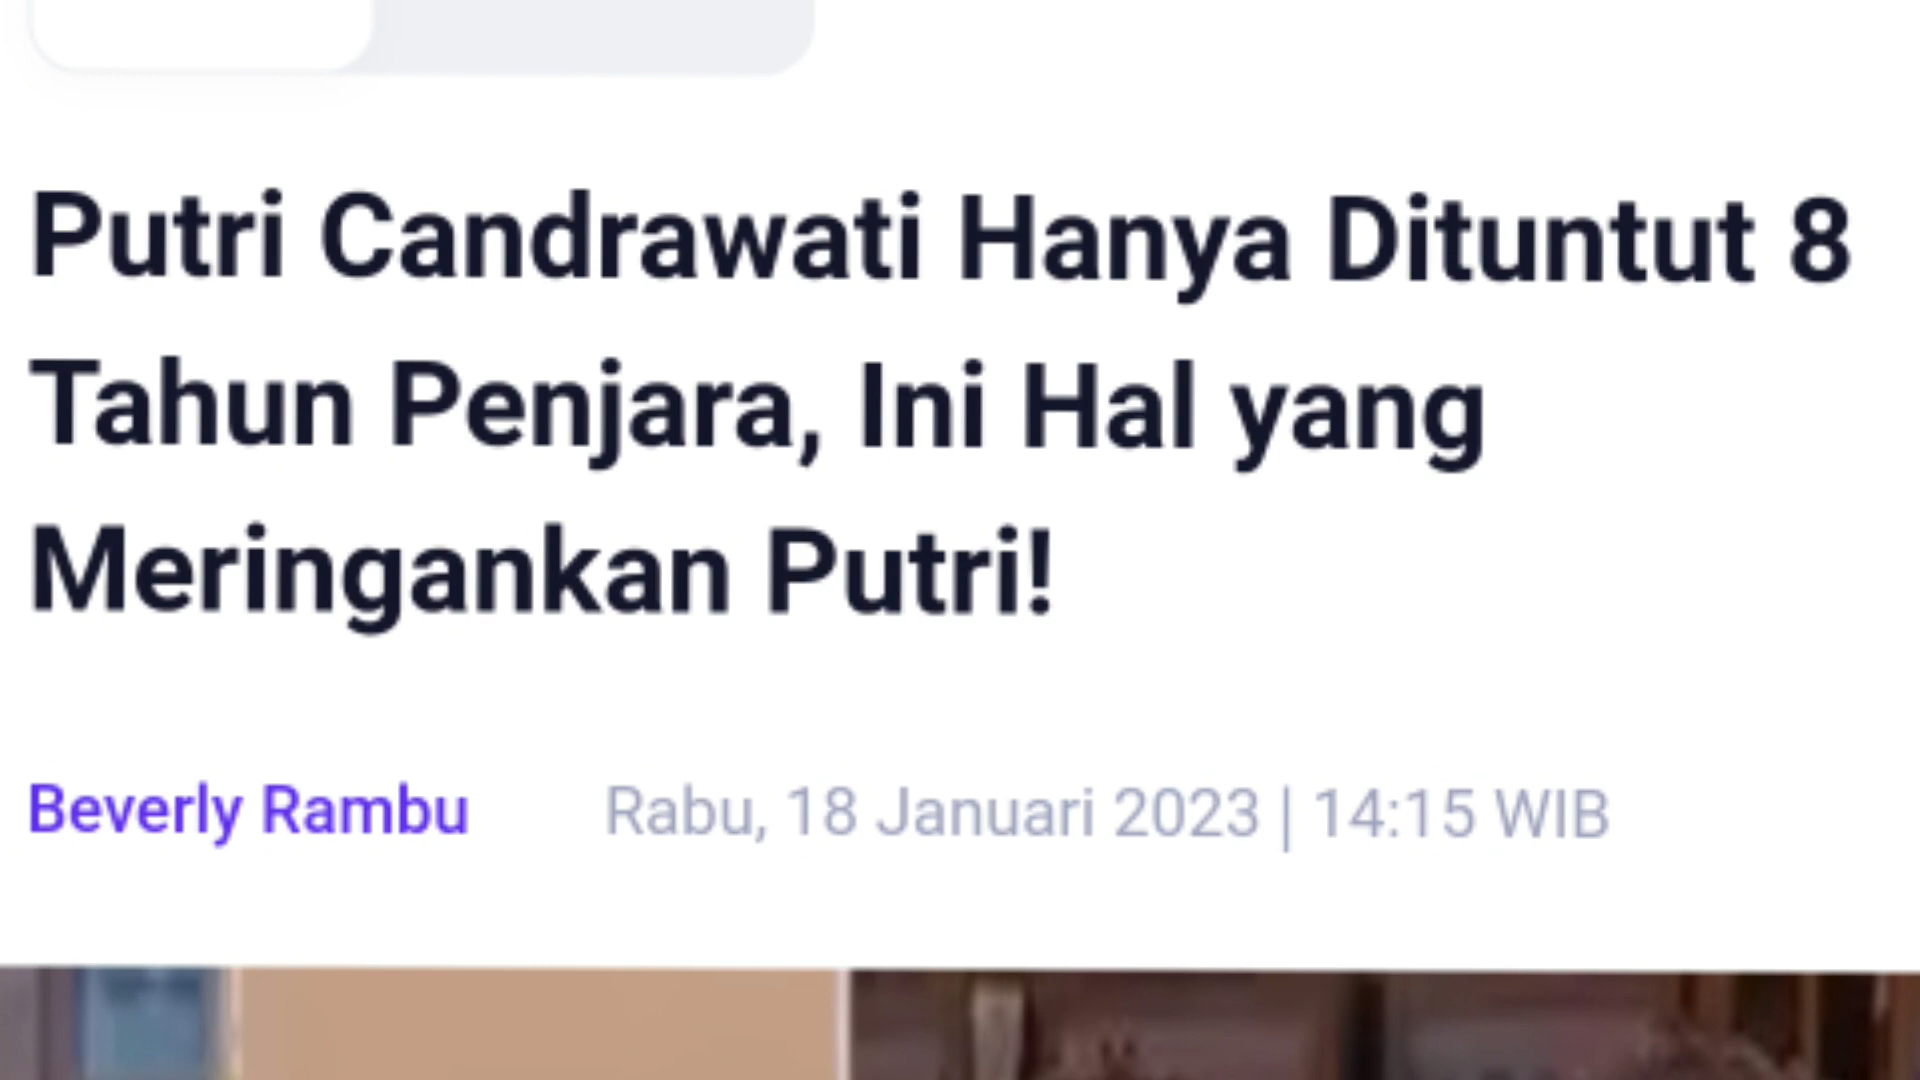 Putri Candrawati Hanya Dituntut 8
Tahun Penjara, Ini Hal yang
Meringankan Putri!
Beverly Rambu Rabu, 18 Januari 2023 | 14:15 WIB